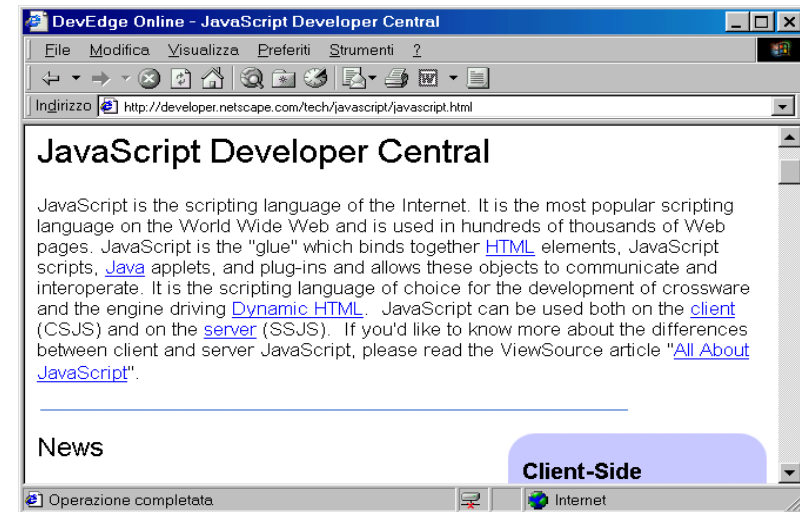 DevEdge Online - JavaScript Developer Central
File Modifica Visualizza Preferiti Strumenti ?
Indirizzo http://developer.netscape.com/tech/javascript/javascript.html
JavaScript Developer Central
JavaScript is the scripting language of the Internet. It is the most popular scripting
language on the World Wide Web and is used in hundreds of thousands of Web
pages. JavaScript is the "glue" which binds together HTML elements, JavaScript
scripts, Java applets, and plug-ins and allows these objects to communicate and
interoperate. It is the scripting language of choice for the development of crossware
and the engine driving Dynamic HTML.  JavaScript can be used both on the client
(CSJS) and on the server (SSJS).  If you'd like to know more about the differences
between client and server JavaScript, please read the ViewSource article "All About
JavaScript".
News
Client-Side
Operazione completata
Internet